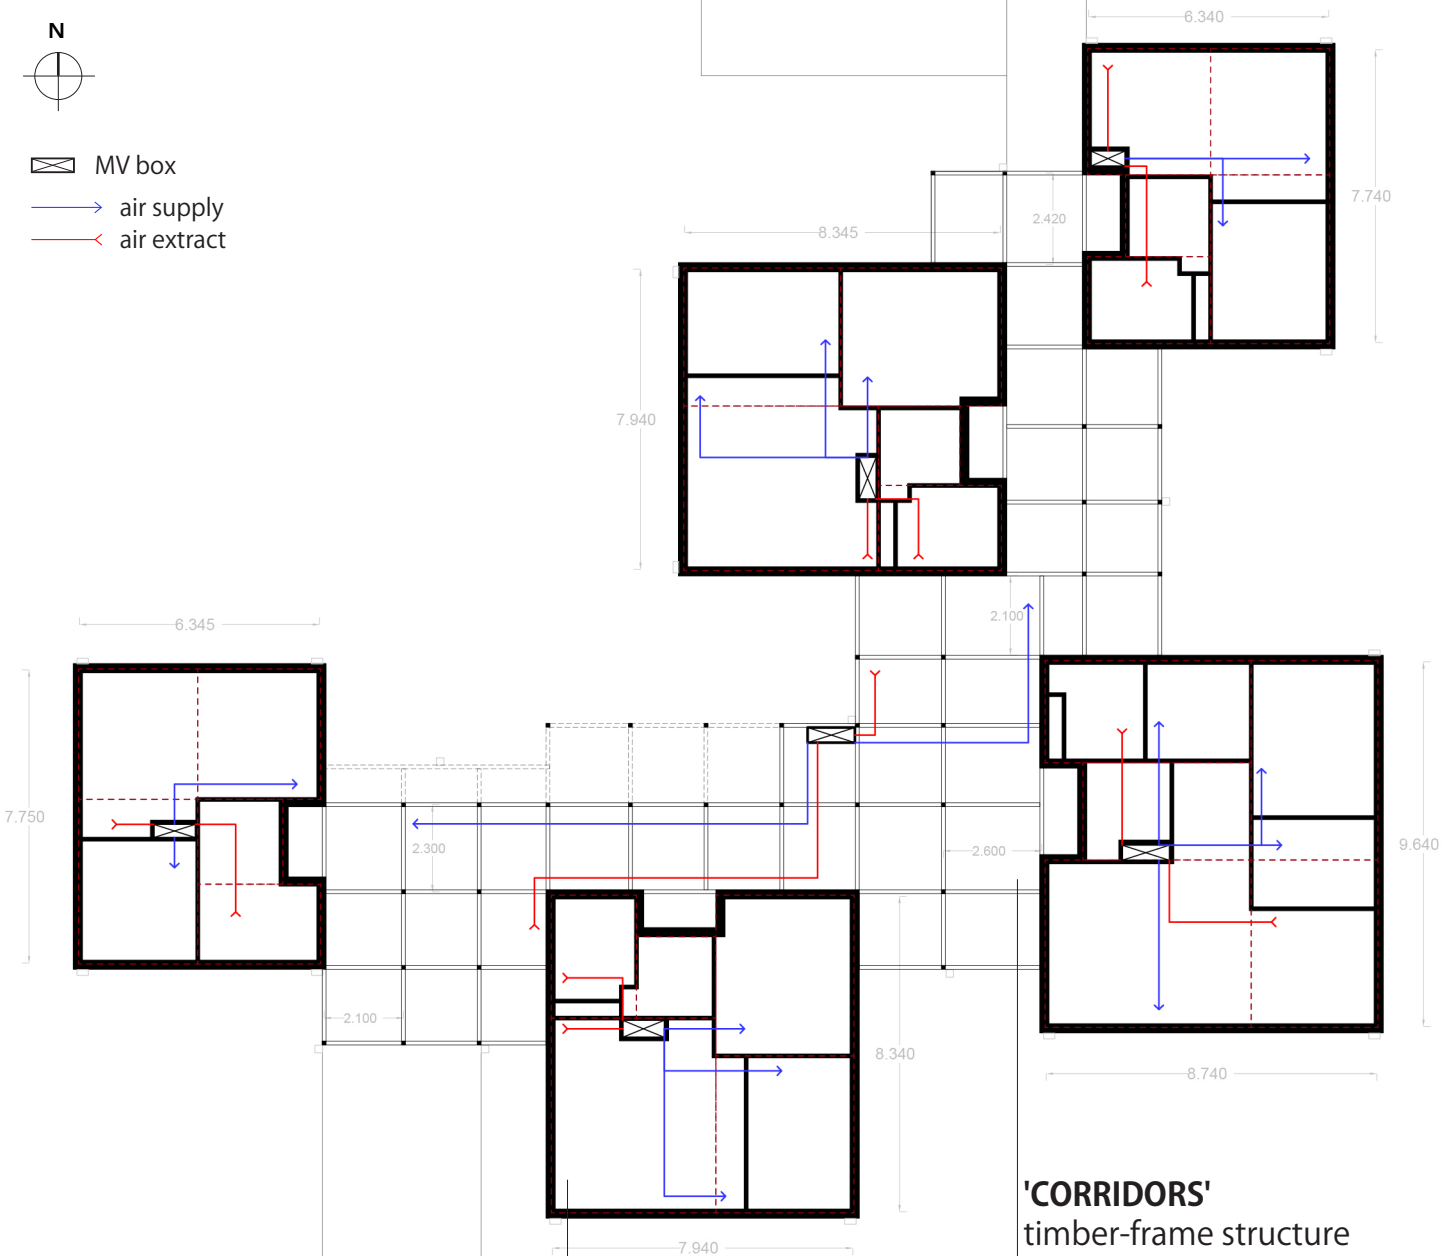 N
MV box
air supply
air extract
6.340
7.740
2.420
8.345
7.940
2.100
6.345
7.750
2.300
2.600
9.640
2.100
8.340
8.740
7.940
'CORRIDORS'
timber-frame structure